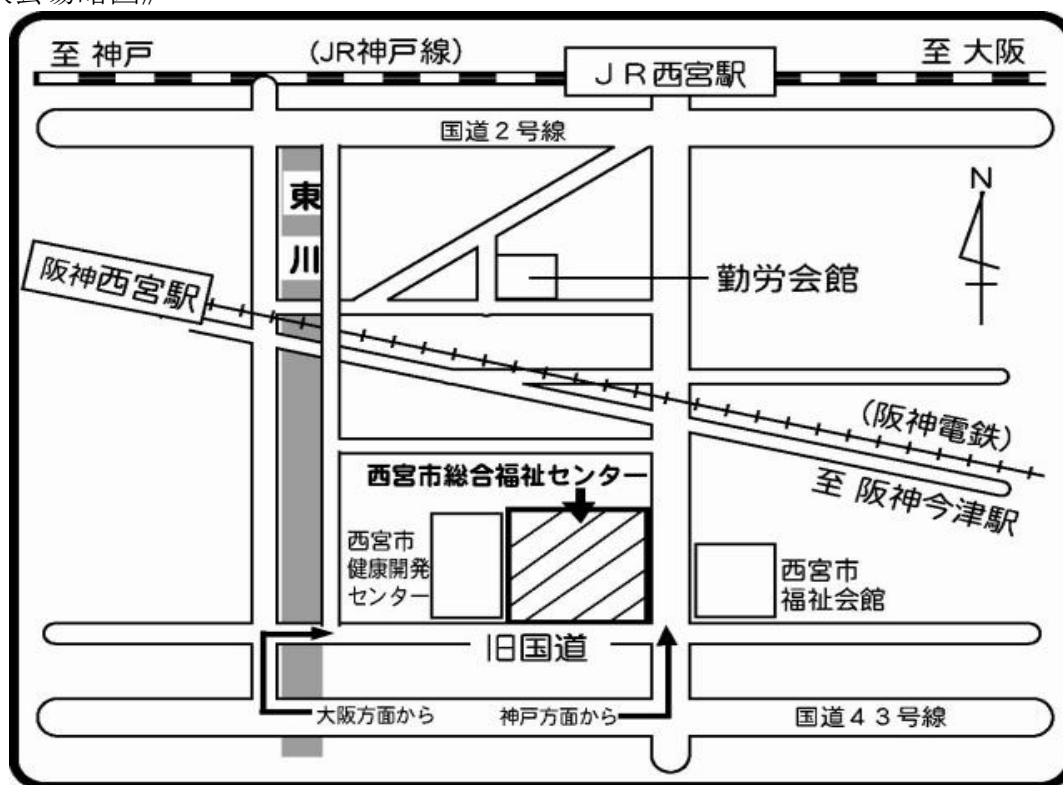 至 神戸
(JR神戸線)
JR西宮駅
至 大阪
国道2号線
東川
N
阪神西宮駅
勤労会館
(阪神電鉄)
至 阪神今津駅
西宮市総合福祉センター
西宮市
健康開発
センター
西宮市
福祉会館
旧国道
大阪方面から
神戸方面から
国道43号線